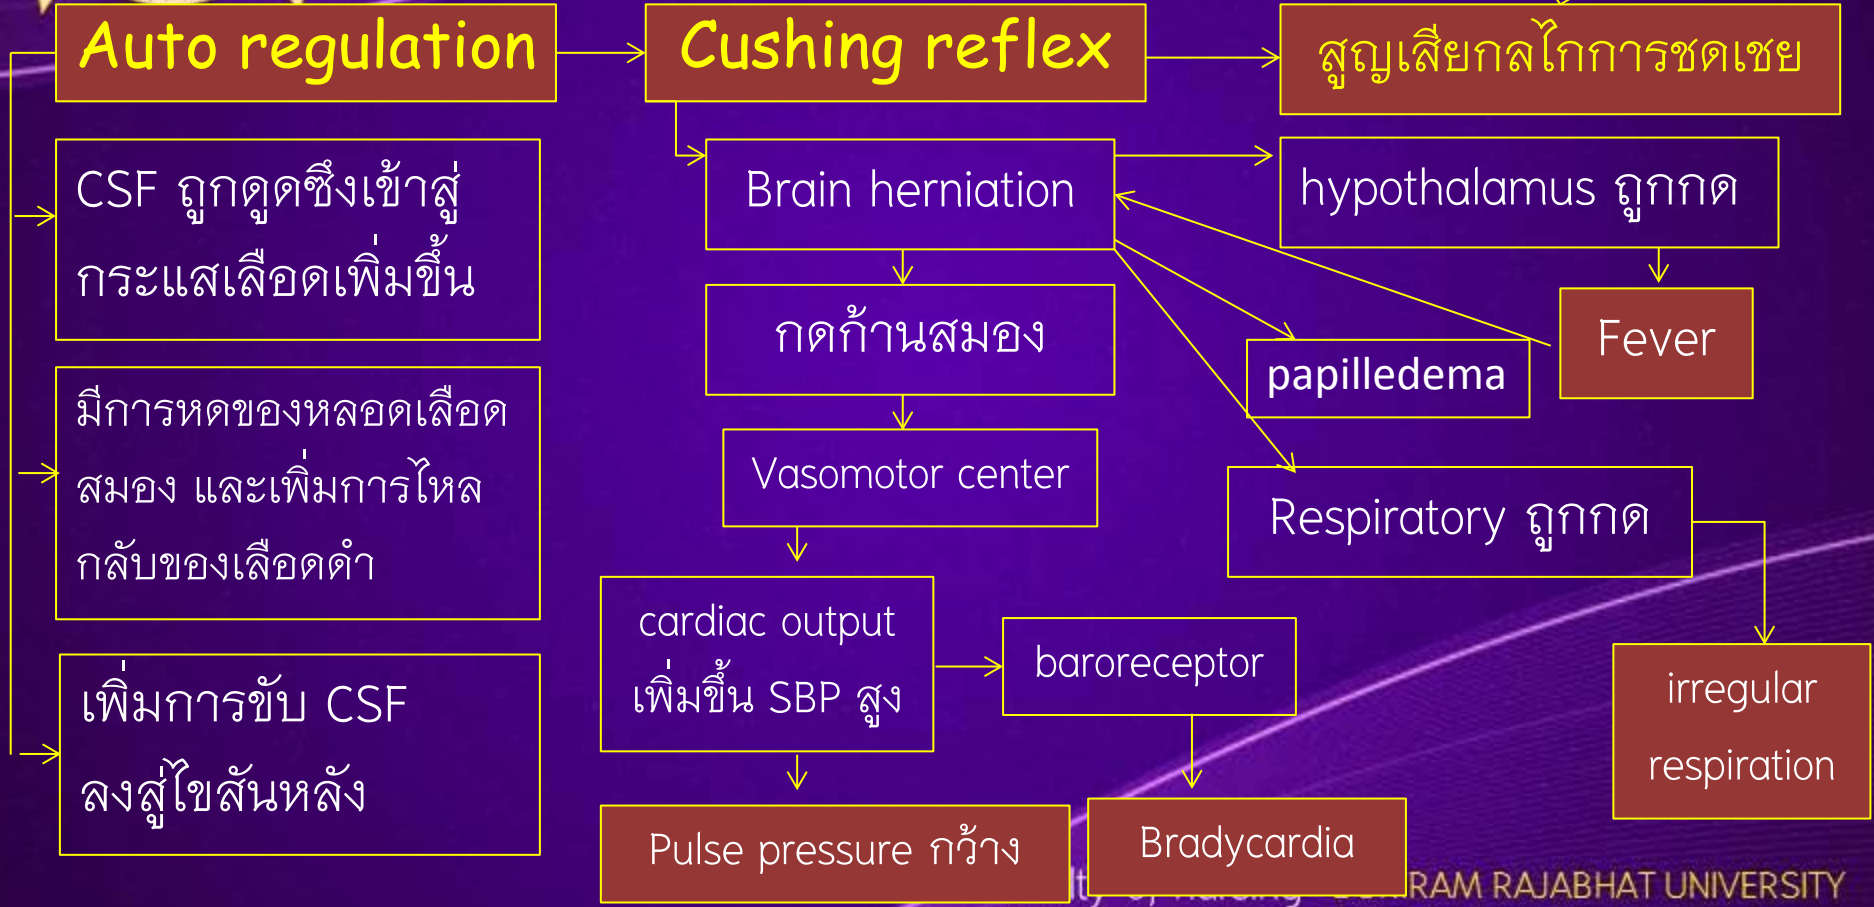 Auto regulation
Cushing reflex
สูญเสียกลไกการชดเชย
CSF ถูกดูดซึงเข้าสู่
กระแสเลือดเพิ่มขึ้น
มีการหดของหลอดเลือด
สมอง และเพิ่มการไหล
กลับของเลือดดำ
เพิ่มการขับ CSF
ลงสู่ไขสันหลัง
Brain herniation
hypothalamus ถูกกด
กดก้านสมอง
papilledema
Fever
Vasomotor center
Respiratory ถูกกด
cardiac output
เพิ่มขึ้น SBP สูง
baroreceptor
irregular
respiration
Pulse pressure กว้าง
Bradycardia
RAJABHAT UNIVERSITY